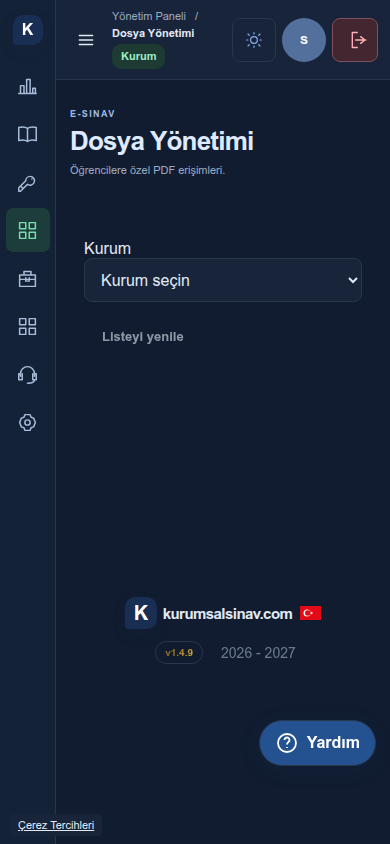 K
Yönetim Paneli /
Dosya Yönetimi
Kurum
S
E-SINAV
Dosya Yönetimi
Öğrencilere özel PDF erişimleri.
Kurum
Kurum seçin
Listeyi yenile
K kurumsalsinav.com
v1.4.9 2026 - 2027
Yardım
Çerez Tercihleri